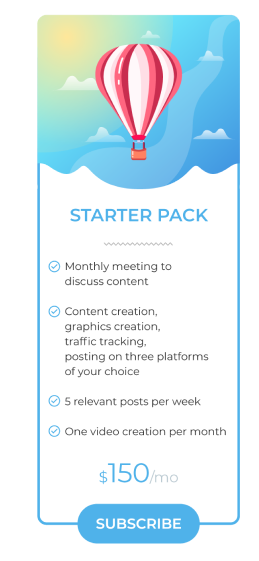 STARTER PACK
Monthly meeting to
discuss content
Content creation,
graphics creation,
traffic tracking,
posting on three platforms
of your choice
5 relevant posts per week
One video creation per month
$150/mo
SUBSCRIBE